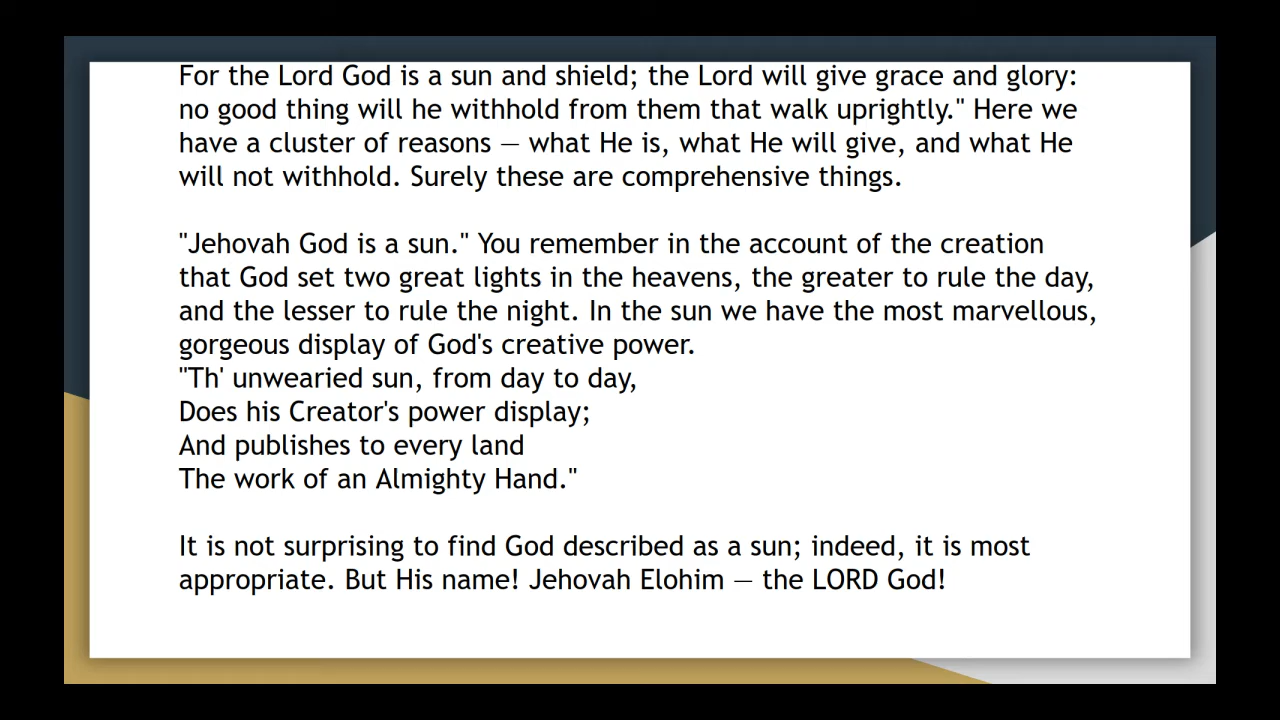 For the Lord God is a sun and shield; the Lord will give grace and glory:
no good thing will he withhold from them that walk uprightly." Here we
have a cluster of reasons — what He is, what He will give, and what He
will not withhold. Surely these are comprehensive things.
"Jehovah God is a sun." You remember in the account of the creation
that God set two great lights in the heavens, the greater to rule the day,
and the lesser to rule the night. In the sun we have the most marvellous,
gorgeous display of God's creative power.
"Th' unwearied sun, from day to day,
Does his Creator's power display;
And publishes to every land
The work of an Almighty Hand."
It is not surprising to find God described as a sun; indeed, it is most
appropriate. But His name! Jehovah Elohim — the LORD God!